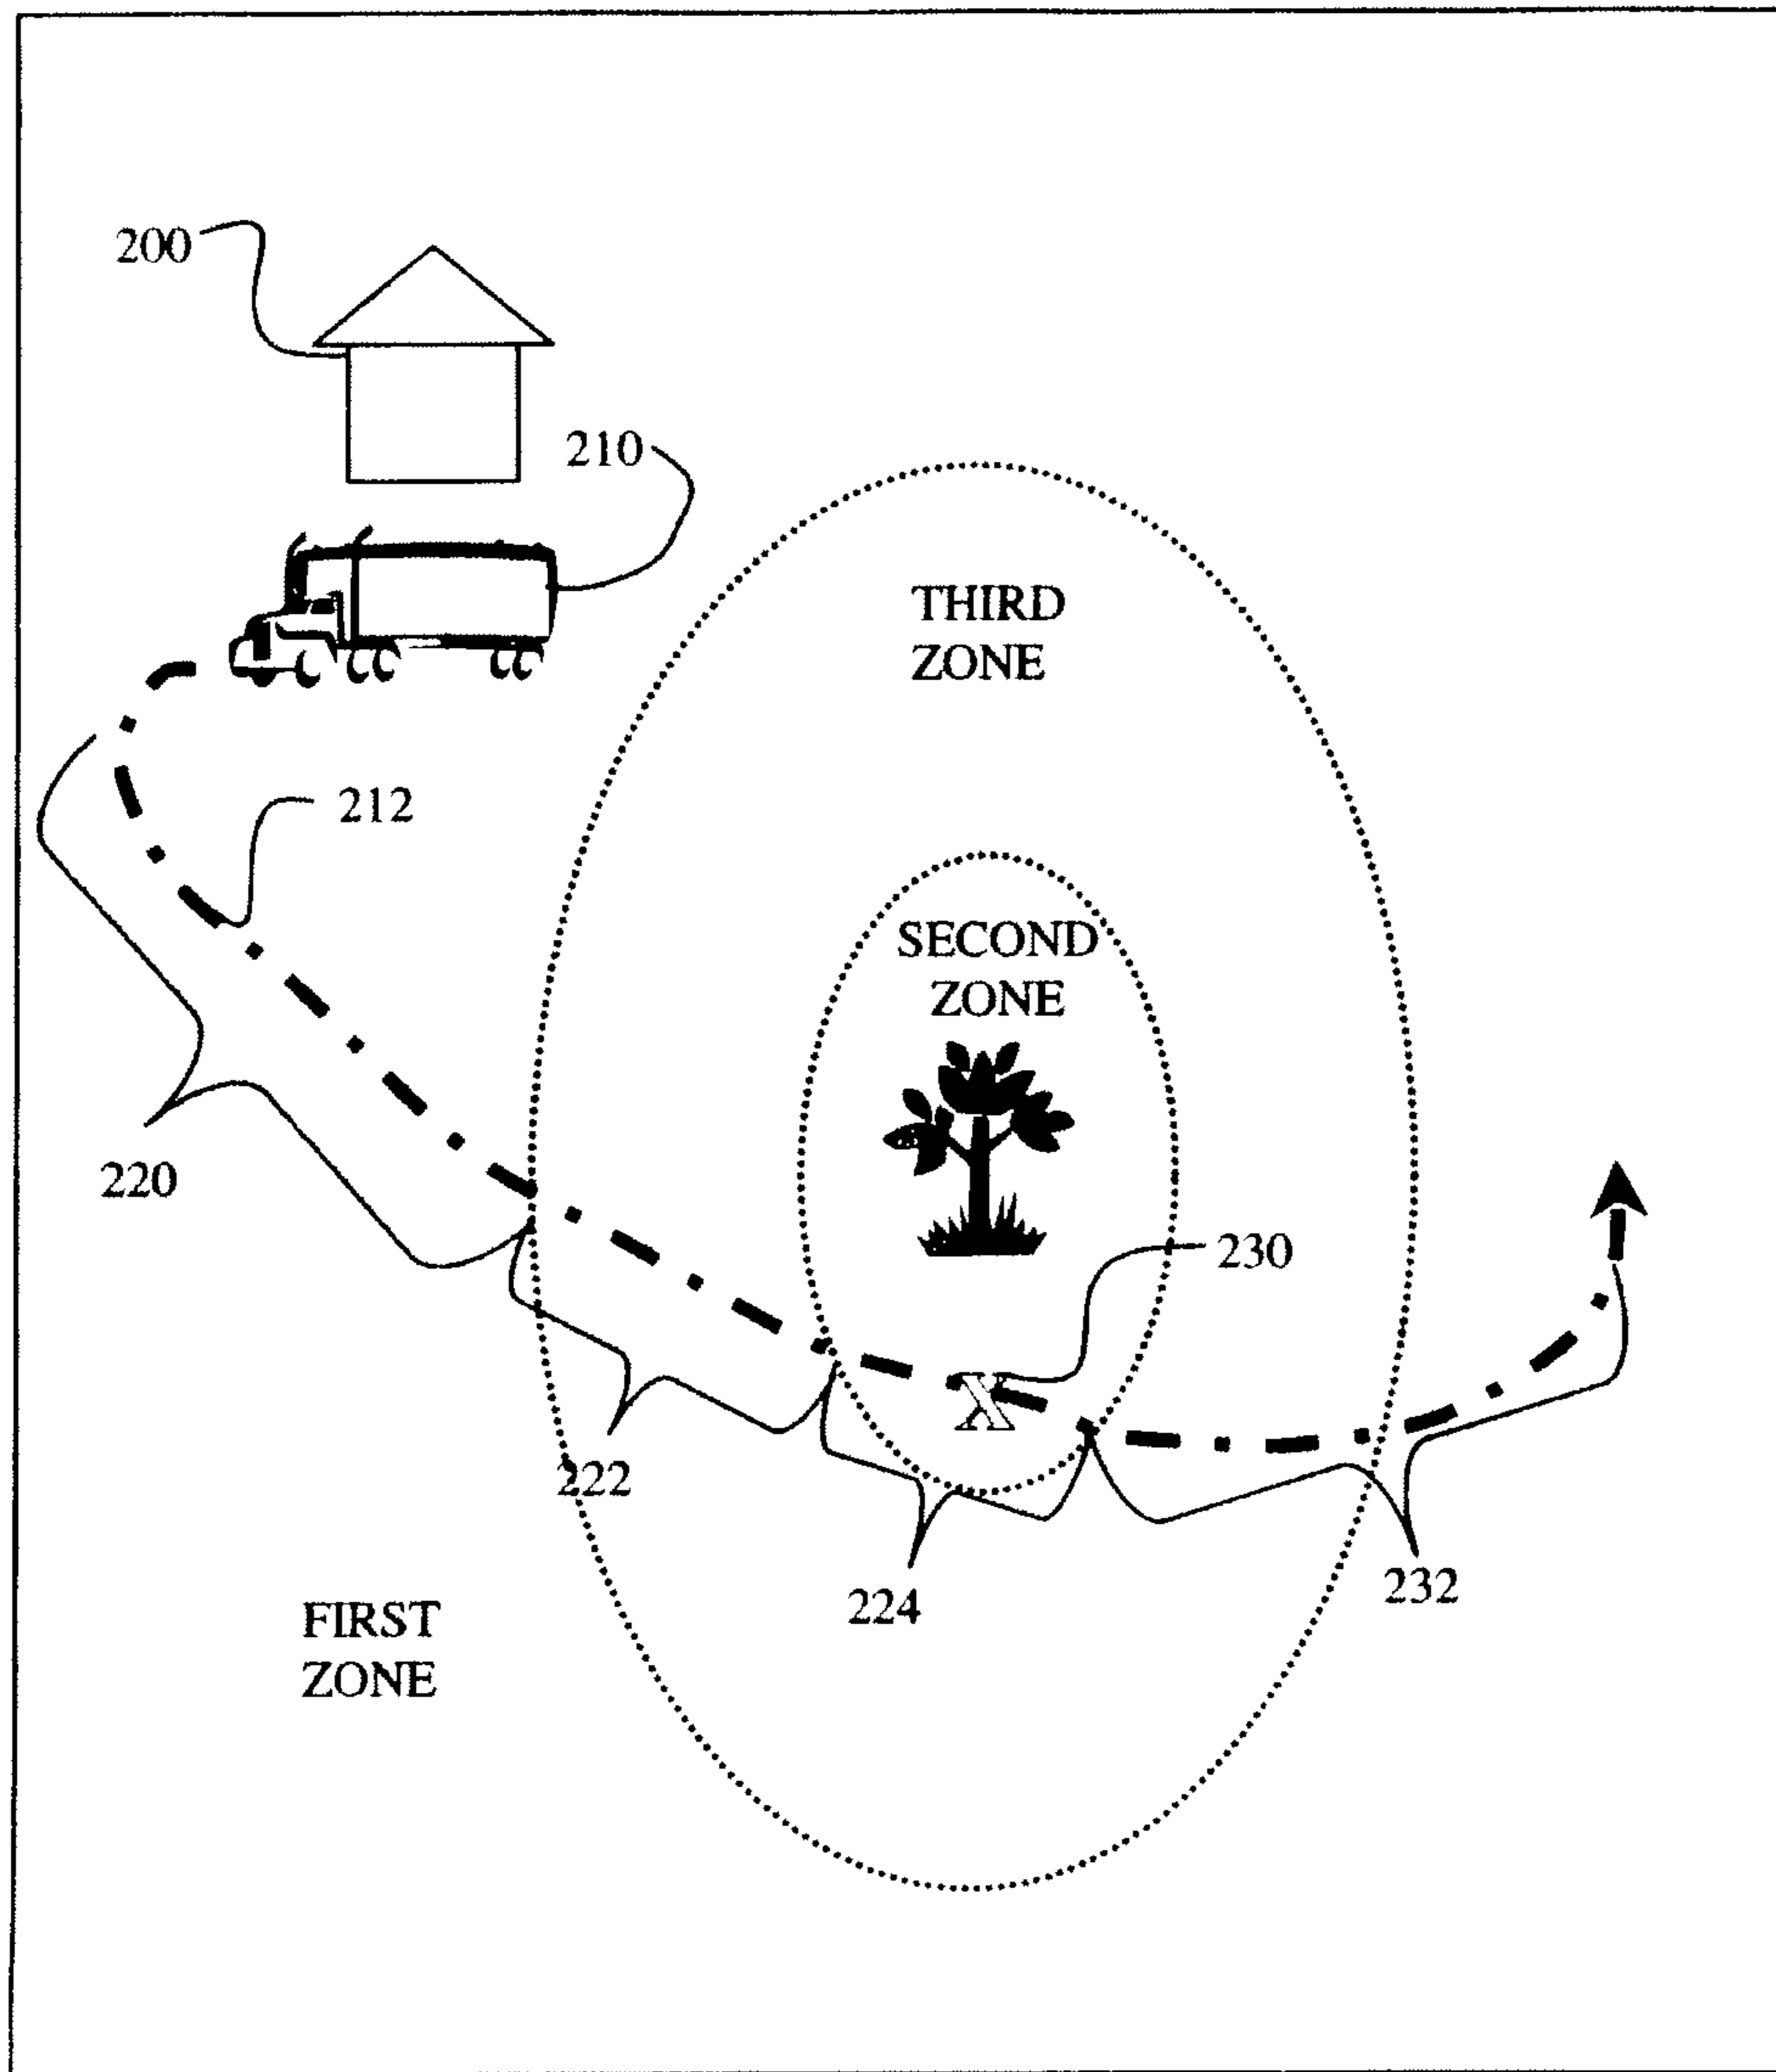 200
210
THIRD
ZONE
212
SECOND
ZONE
220
230
X
222
224
232
FIRST
ZONE